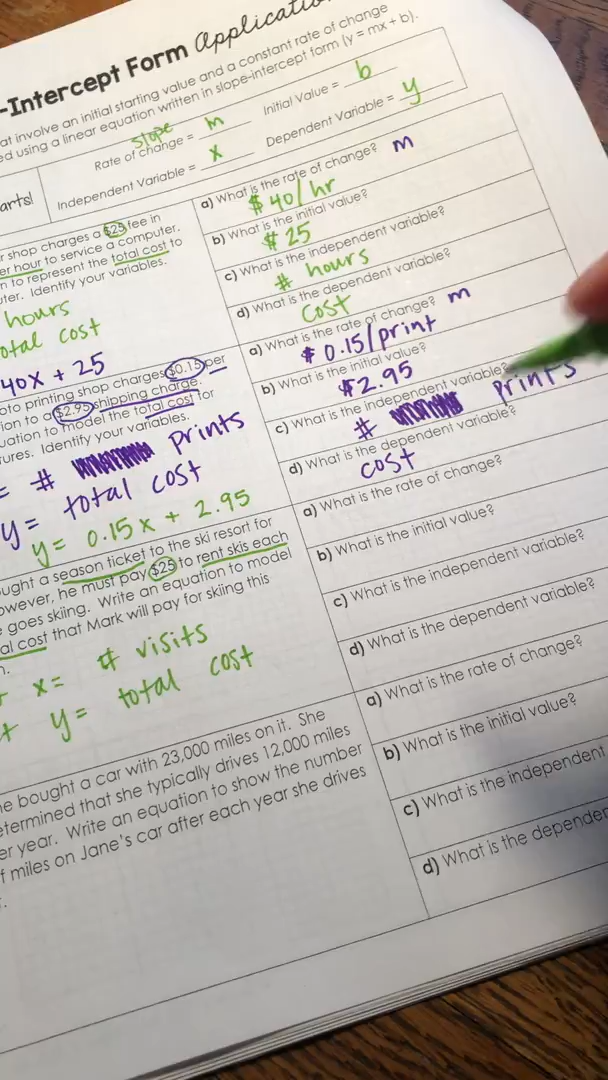 -Intercept Form Applicatio
at involve an initial starting value and a constant rate of change
ed using a linear equation written in slope-intercept form (y = mx + b).
arts!
slope
Rate of change = m
Initial Value = b
Independent Variable = x
Dependent Variable = y
r shop charges a $25 fee in
er hour to service a computer.
n to represent the total cost to
ter. Identify your variables.
hours
otal cost
40x + 25
a) What is the rate of change? m
$40/hr
b) What is the initial value?
$25
c) What is the independent variable?
# hours
d) What is the dependent variable?
cost
oto printing shop charges $0.15 per
ion to a $2.95 shipping charge.
uation to model the total cost for
tures. Identify your variables.
= # prints
y = total cost
y = 0.15x + 2.95
a) What is the rate of change? m
$0.15/print
b) What is the initial value?
$2.95
c) What is the independent variable?
# prints
d) What is the dependent variable?
cost
ught a season ticket to the ski resort for
owever, he must pay $25 to rent skis each
e goes skiing. Write an equation to model
al cost that Mark will pay for skiing this
n.
x = # visits
y = total cost
a) What is the rate of change?
b) What is the initial value?
c) What is the independent variable?
d) What is the dependent variable?
ne bought a car with 23,000 miles on it. She
etermined that she typically drives 12,000 miles
er year. Write an equation to show the number
f miles on Jane's car after each year she drives
a) What is the rate of change?
b) What is the initial value?
c) What is the independent
d) What is the depender